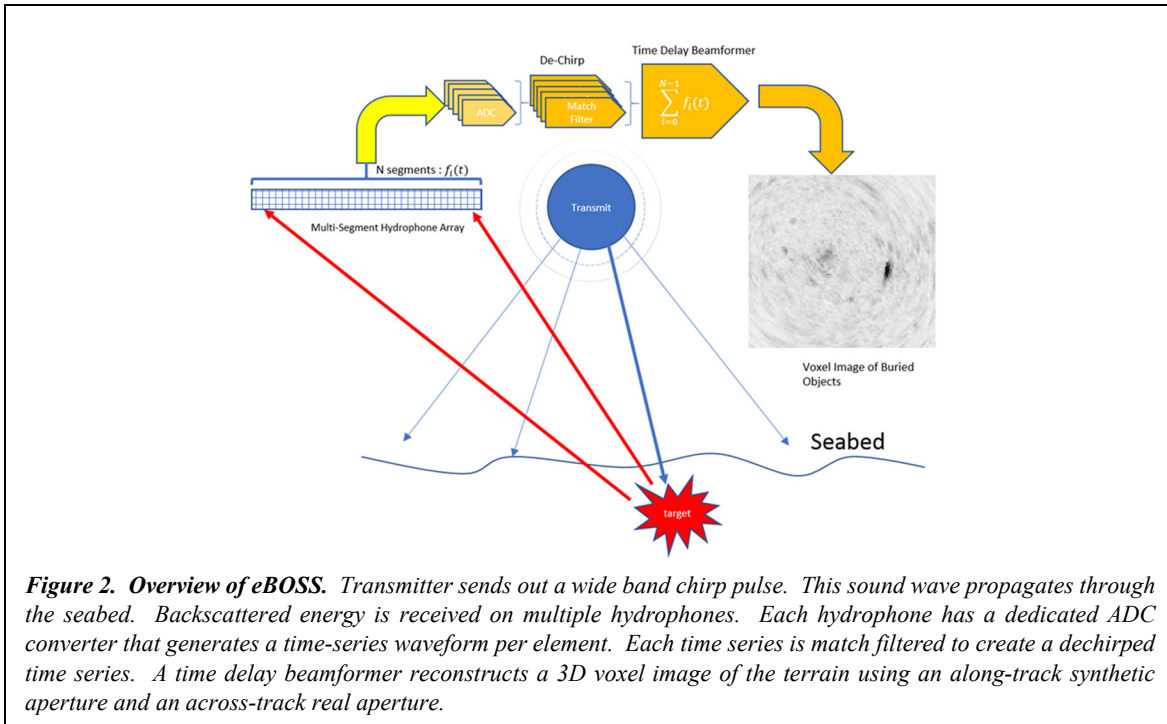 Time Delay Beamformer
De-Chirp
ADC
Match
Filter
N−1
∑ fᵢ(t)
i=0
N segments : fᵢ(t)
Multi-Segment Hydrophone Array
Transmit
Voxel Image of Buried
Objects
Seabed
target
Figure 2. Overview of eBOSS. Transmitter sends out a wide band chirp pulse. This sound wave propagates through
the seabed. Backscattered energy is received on multiple hydrophones. Each hydrophone has a dedicated ADC
converter that generates a time-series waveform per element. Each time series is match filtered to create a dechirped
time series. A time delay beamformer reconstructs a 3D voxel image of the terrain using an along-track synthetic
aperture and an across-track real aperture.